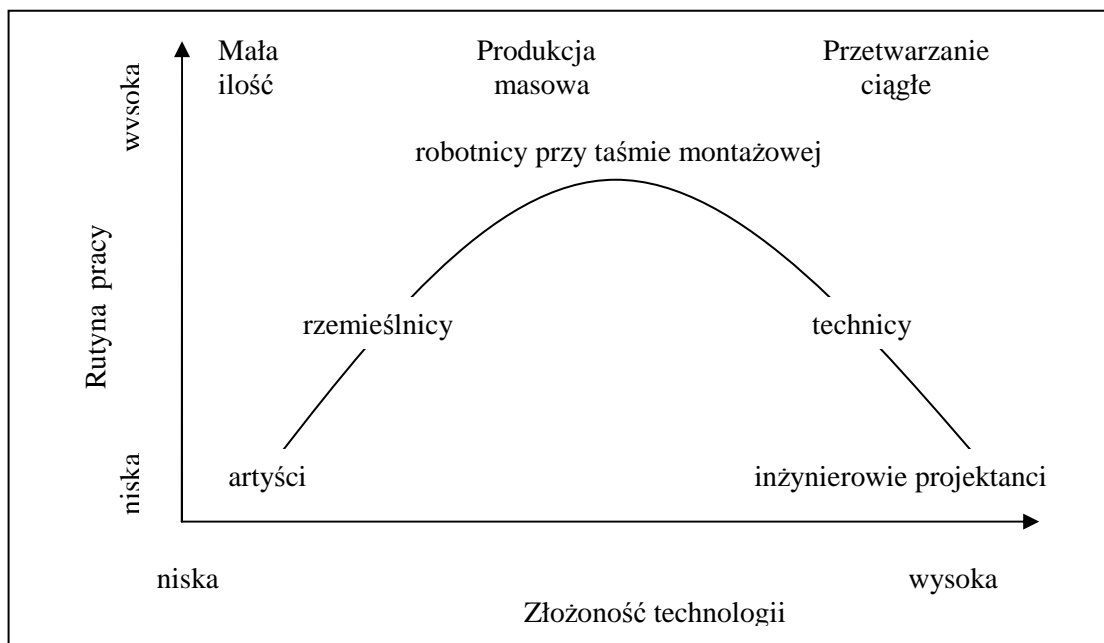 Mała
ilość
Produkcja
masowa
Przetwarzanie
ciągłe
wysoka
robotnicy przy taśmie montażowej
Rutyna pracy
rzemieślnicy
technicy
niska
artyści
inżynierowie projektanci
niska
wysoka
Złożoność technologii